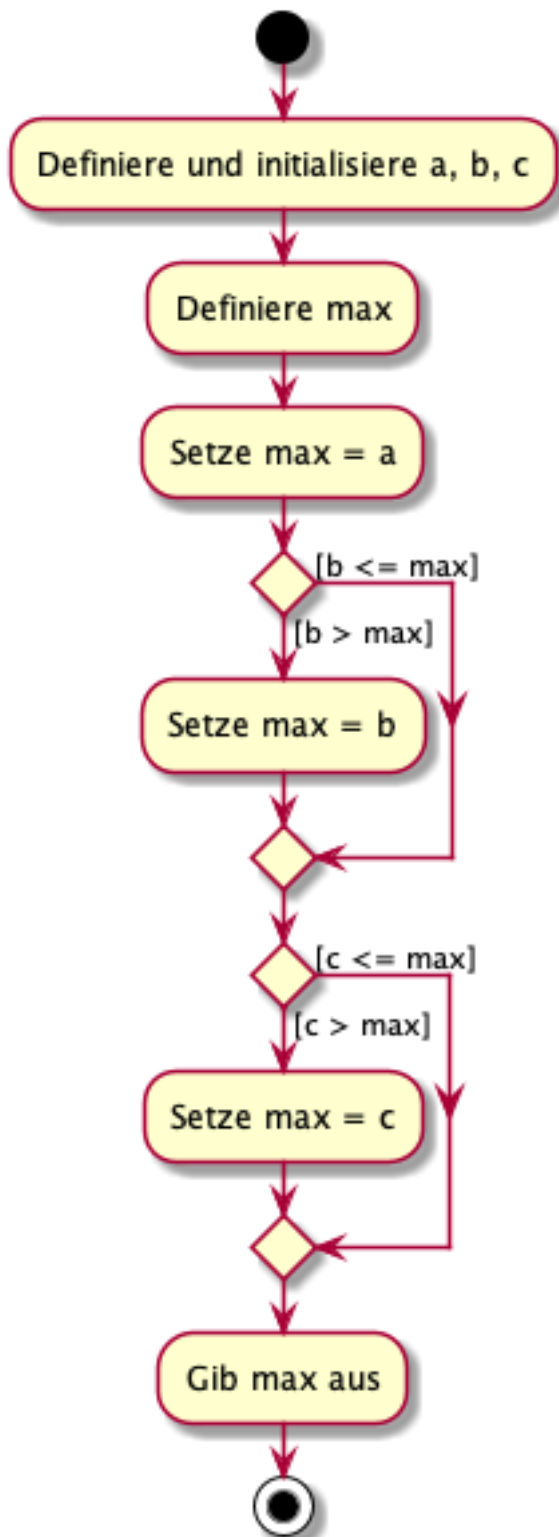 Definiere und initialisiere a, b, c
Definiere max
Setze max = a
[b <= max]
[b > max]
Setze max = b
[c <= max]
[c > max]
Setze max = c
Gib max aus